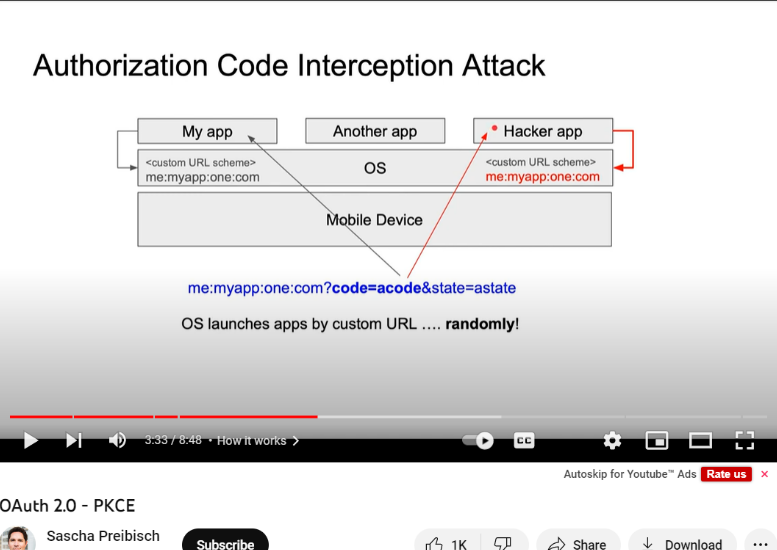 Authorization Code Interception Attack
My app
Another app
Hacker app
<custom URL scheme>
me:myapp:one:com
OS
<custom URL scheme>
me:myapp:one:com
Mobile Device
me:myapp:one:com?code=acode&state=astate
OS launches apps by custom URL .... randomly!
3:33 / 8:48 • How it works >
CC
Autoskip for Youtube™ Ads Rate us ×
OAuth 2.0 - PKCE
Sascha Preibisch
Subscribe
1K
Share
Download